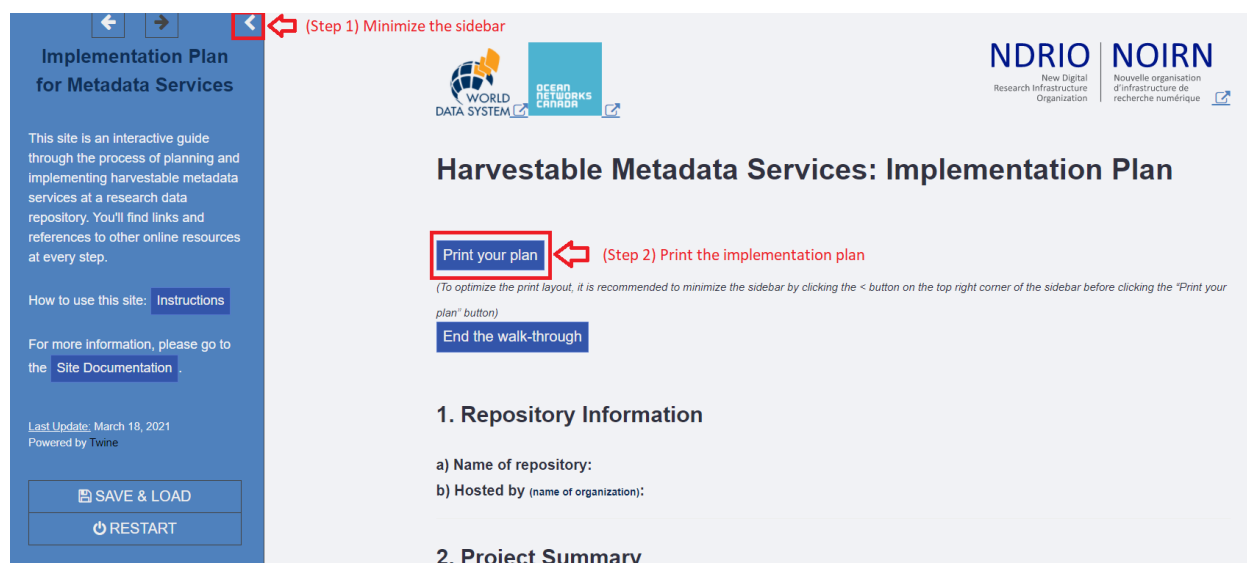 (Step 1) Minimize the sidebar
Implementation Plan
for Metadata Services
This site is an interactive guide
through the process of planning and
implementing harvestable metadata
services at a research data
repository. You'll find links and
references to other online resources
at every step.
How to use this site: Instructions
For more information, please go to
the Site Documentation .
Last Update: March 18, 2021
Powered by Twine
SAVE & LOAD
RESTART
WORLD
DATA SYSTEM
OCEAN
NETWORKS
CANADA
NDRIO
New Digital
Research Infrastructure
Organization
NOIRN
Nouvelle organisation
d'infrastructure de
recherche numérique
Harvestable Metadata Services: Implementation Plan
Print your plan
(Step 2) Print the implementation plan
(To optimize the print layout, it is recommended to minimize the sidebar by clicking the < button on the top right corner of the sidebar before clicking the "Print your
plan" button)
End the walk-through
1. Repository Information
a) Name of repository:
b) Hosted by (name of organization):
2. Project Summary